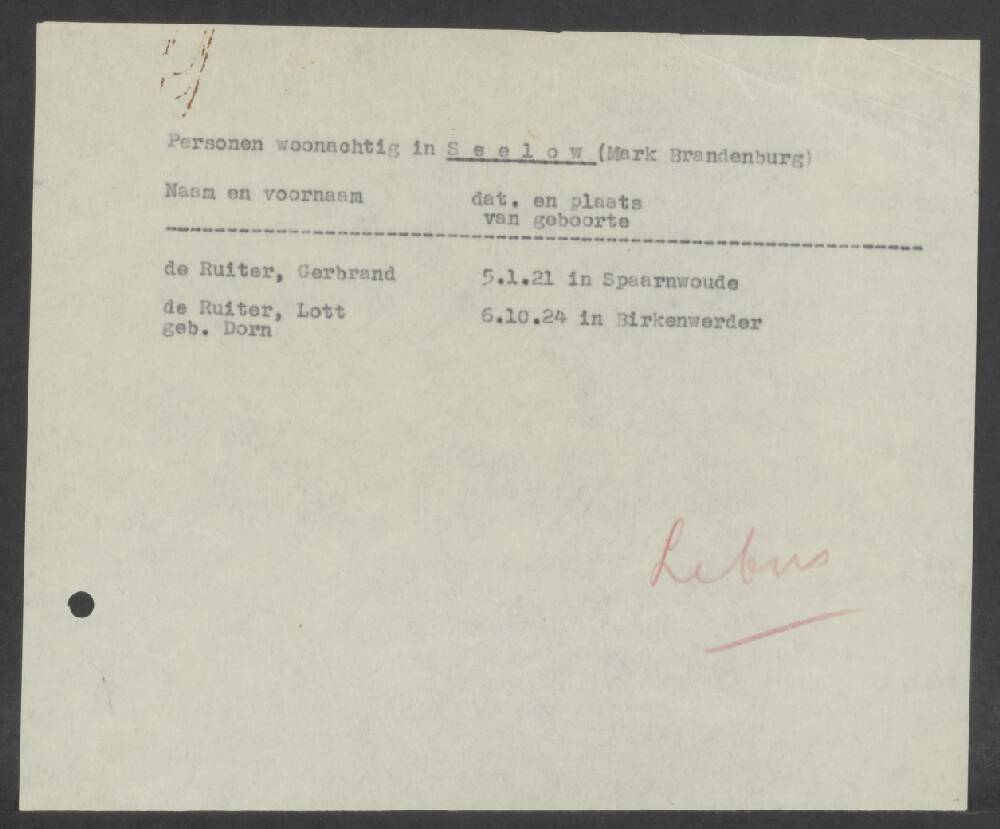 Personen woonachtig in S e e l o w (Mark Brandenburg)
Naam en voornaam dat. en plaats
van geboorte
de Ruiter, Gerbrand 5.1.21 in Spaarnwoude
de Ruiter, Lott 6.10.24 in Birkenwerder
geb. Dorn
Lebus